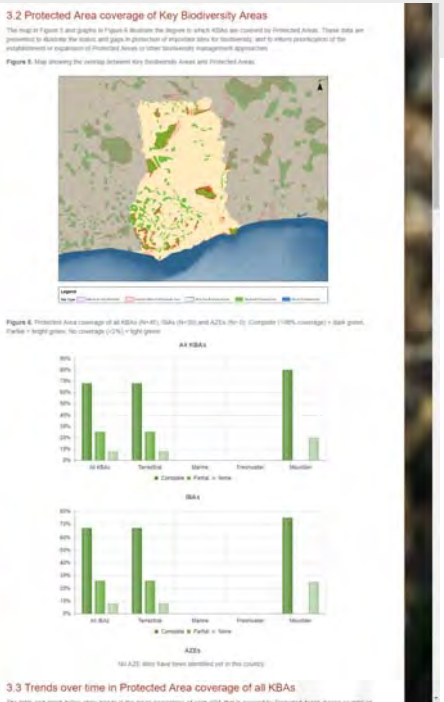 3.2 Protected Area coverage of Key Biodiversity Areas
The map in Figure 5 and graphs in Figure 6 illustrate the degree to which KBAs are covered by Protected Areas. These data are
presented to illustrate the status and gaps in protection of important sites for biodiversity, and to inform prioritization of the
establishment or expansion of Protected Areas or other biodiversity management approaches.
Figure 5. Map showing the overlap between Key Biodiversity Areas and Protected Areas.
Legend
Figure 6. Protected Area coverage of all KBAs (N=40), IBAs (N= and AZEs (N= 0). Complete (>98% coverage) = dark green,
Partial = bright green, No coverage (<2%) = light green
All KBAs
90%
80%
70%
60%
50%
40%
30%
20%
10%
0%
All KBAs Terrestrial Marine Freshwater Mountain
Complete Partial None
IBAs
80%
70%
60%
50%
40%
30%
20%
10%
0%
All IBAs Terrestrial Marine Freshwater Mountain
Complete Partial None
AZEs
No AZE sites have been identified yet in this country.
3.3 Trends over time in Protected Area coverage of all KBAs